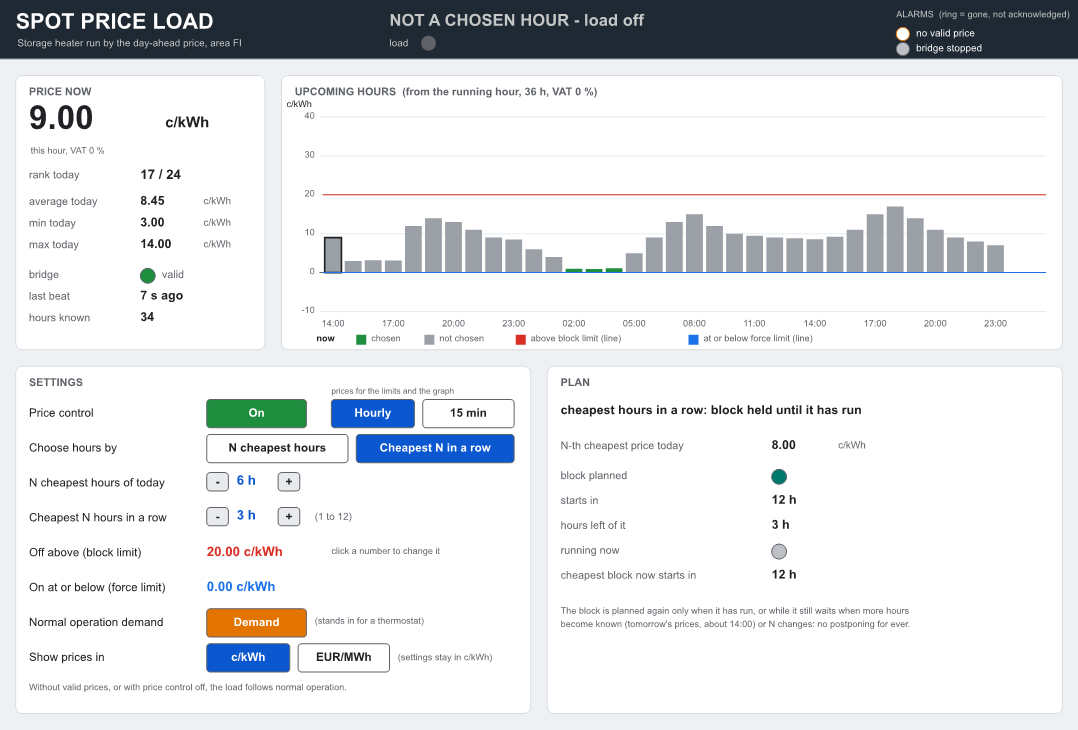 SPOT PRICE LOAD
Storage heater run by the day-ahead price, area FI
NOT A CHOSEN HOUR - load off
load
ALARMS (ring = gone, not acknowledged)
no valid price
bridge stopped
PRICE NOW
9.00 c/kWh
this hour, VAT 0 %
rank today 17 / 24
average today 8.45 c/kWh
min today 3.00 c/kWh
max today 14.00 c/kWh
bridge valid
last beat 7 s ago
hours known 34
UPCOMING HOURS (from the running hour, 36 h, VAT 0 %)
c/kWh
40
30
20
10
0
-10
14:00 17:00 20:00 23:00 02:00 05:00 08:00 11:00 14:00 17:00 20:00 23:00
now chosen not chosen above block limit (line) at or below force limit (line)
SETTINGS
prices for the limits and the graph
Price control On Hourly 15 min
Choose hours by N cheapest hours Cheapest N in a row
N cheapest hours of today - 6 h +
Cheapest N hours in a row - 3 h + (1 to 12)
Off above (block limit) 20.00 c/kWh click a number to change it
On at or below (force limit) 0.00 c/kWh
Normal operation demand Demand (stands in for a thermostat)
Show prices in c/kWh EUR/MWh (settings stay in c/kWh)
Without valid prices, or with price control off, the load follows normal operation.
PLAN
cheapest hours in a row: block held until it has run
N-th cheapest price today 8.00 c/kWh
block planned
starts in 12 h
hours left of it 3 h
running now
cheapest block now starts in 12 h
The block is planned again only when it has run, or while it still waits when more hours
become known (tomorrow's prices, about 14:00) or N changes: no postponing for ever.